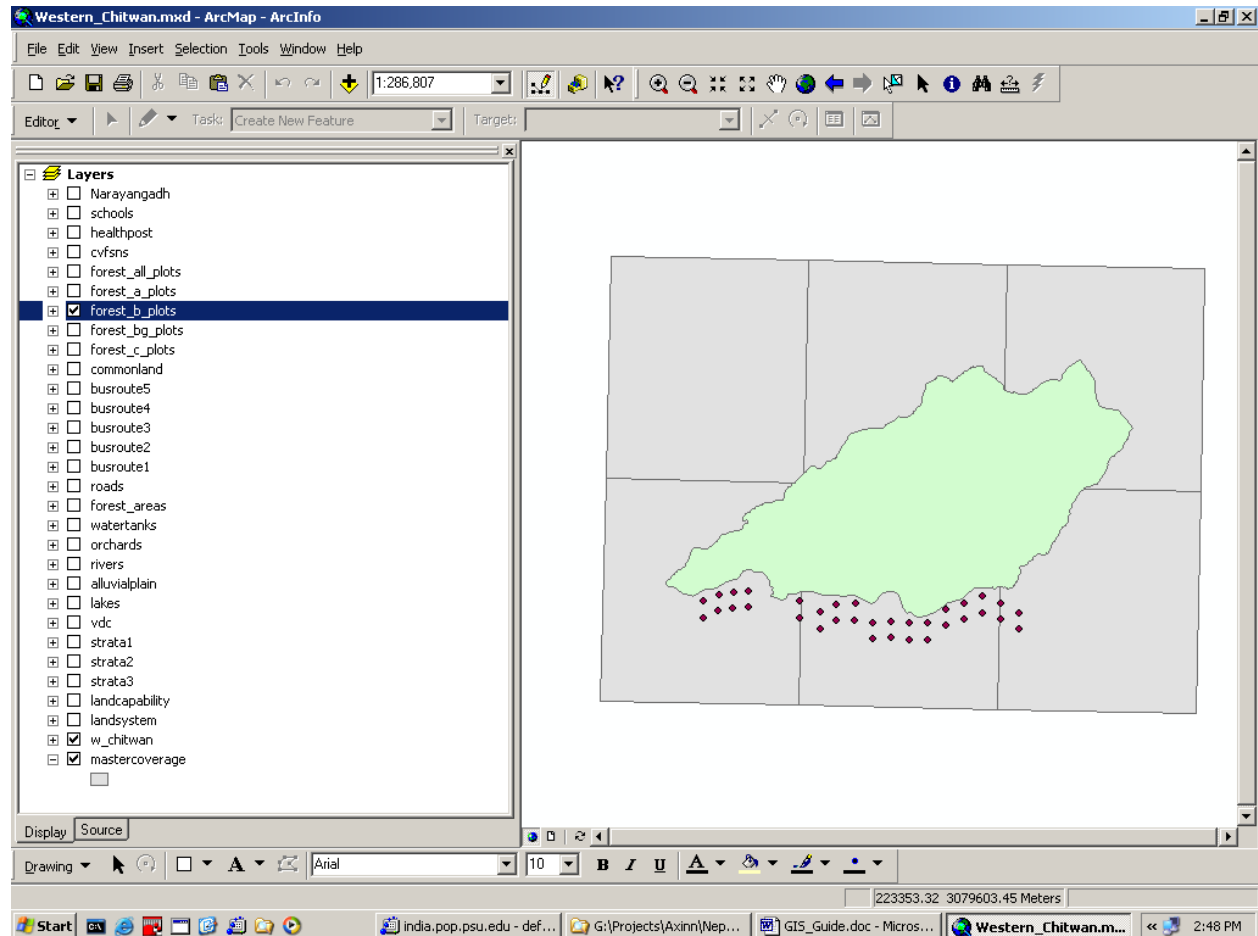 Western_Chitwan.mxd - ArcMap - ArcInfo
File Edit View Insert Selection Tools Window Help
1:286,807
Editor Task: Create New Feature Target:
Layers
Narayangadh
schools
healthpost
cvfsns
forest_all_plots
forest_a_plots
forest_b_plots
forest_bg_plots
forest_c_plots
commonland
busroute5
busroute4
busroute3
busroute2
busroute1
roads
forest_areas
watertanks
orchards
rivers
alluvialplain
lakes
vdc
strata1
strata2
strata3
landcapability
landsystem
w_chitwan
mastercoverage
Display Source
Drawing A Arial 10 B I U A
223353.32 3079603.45 Meters
Start india.pop.psu.edu - def... G:\Projects\Axinn\Nep... GIS_Guide.doc - Micros... Western_Chitwan.m... « 2:48 PM